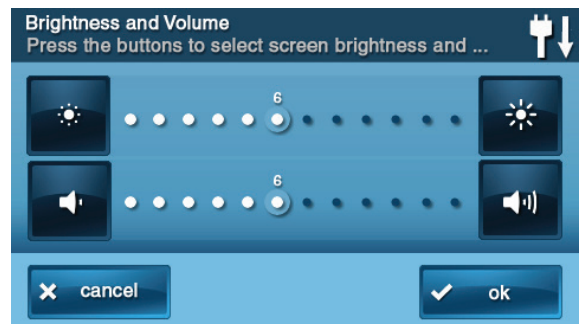 Brightness and Volume
Press the buttons to select screen brightness and ...
6
6
cancel
ok